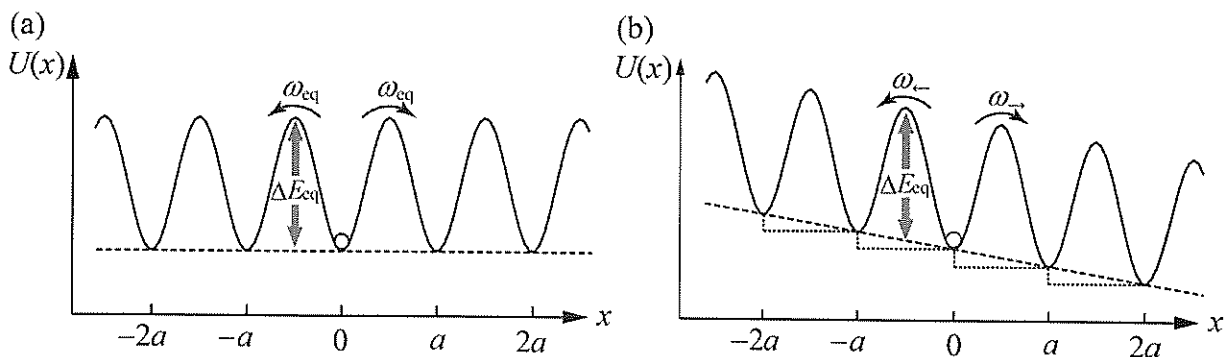 (a)
U(x)
ω_eq ω_eq
ΔE_eq
−2a −a 0 a 2a x
(b)
U(x)
ω_← ω_→
ΔE_eq
−2a −a 0 a 2a x